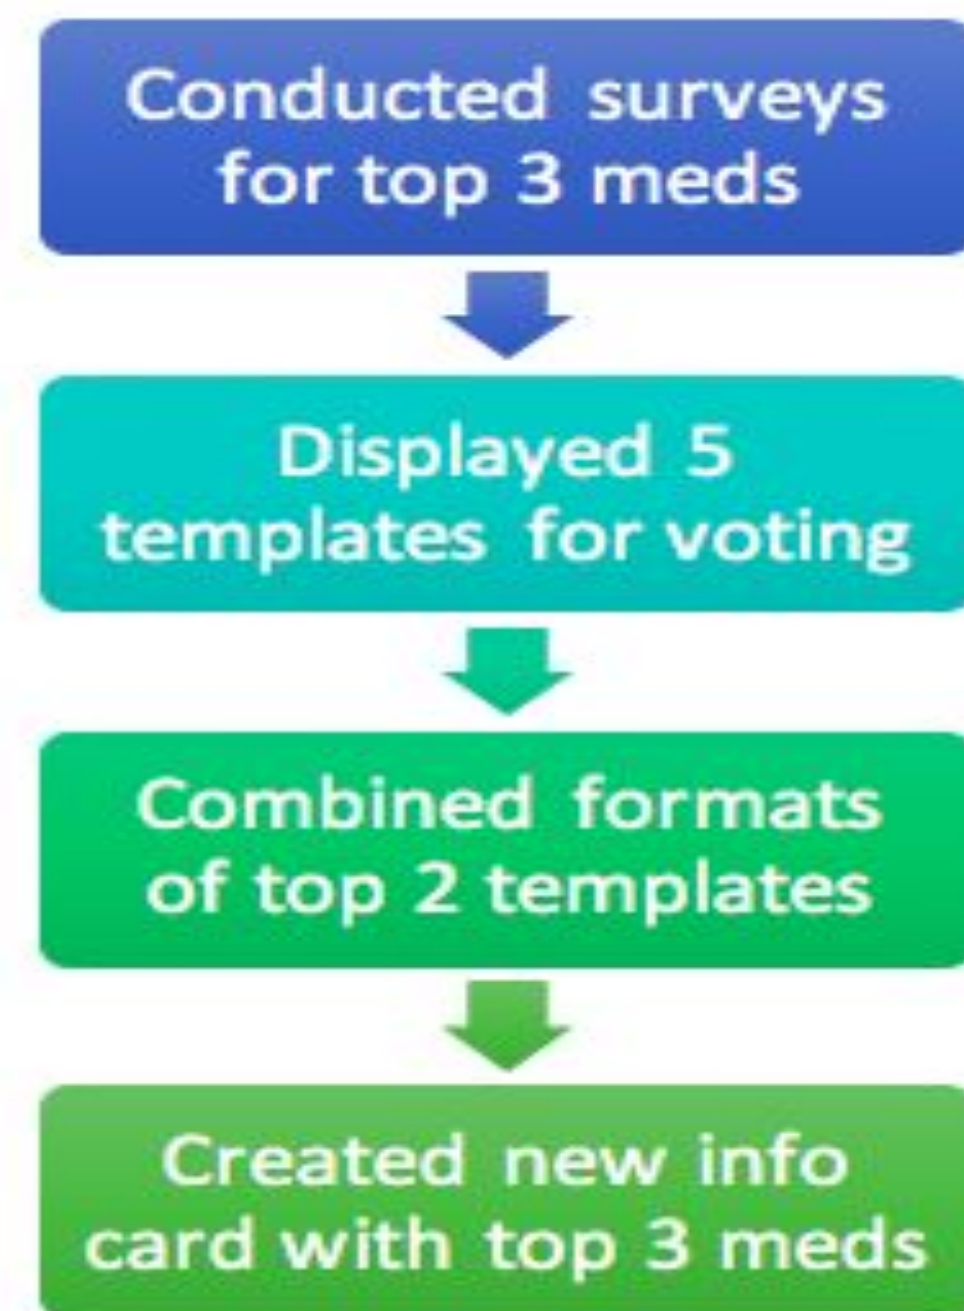 Conducted surveys
for top 3 meds
Displayed 5
templates for voting
Combined formats
of top 2 templates
Created new info
card with top 3 meds